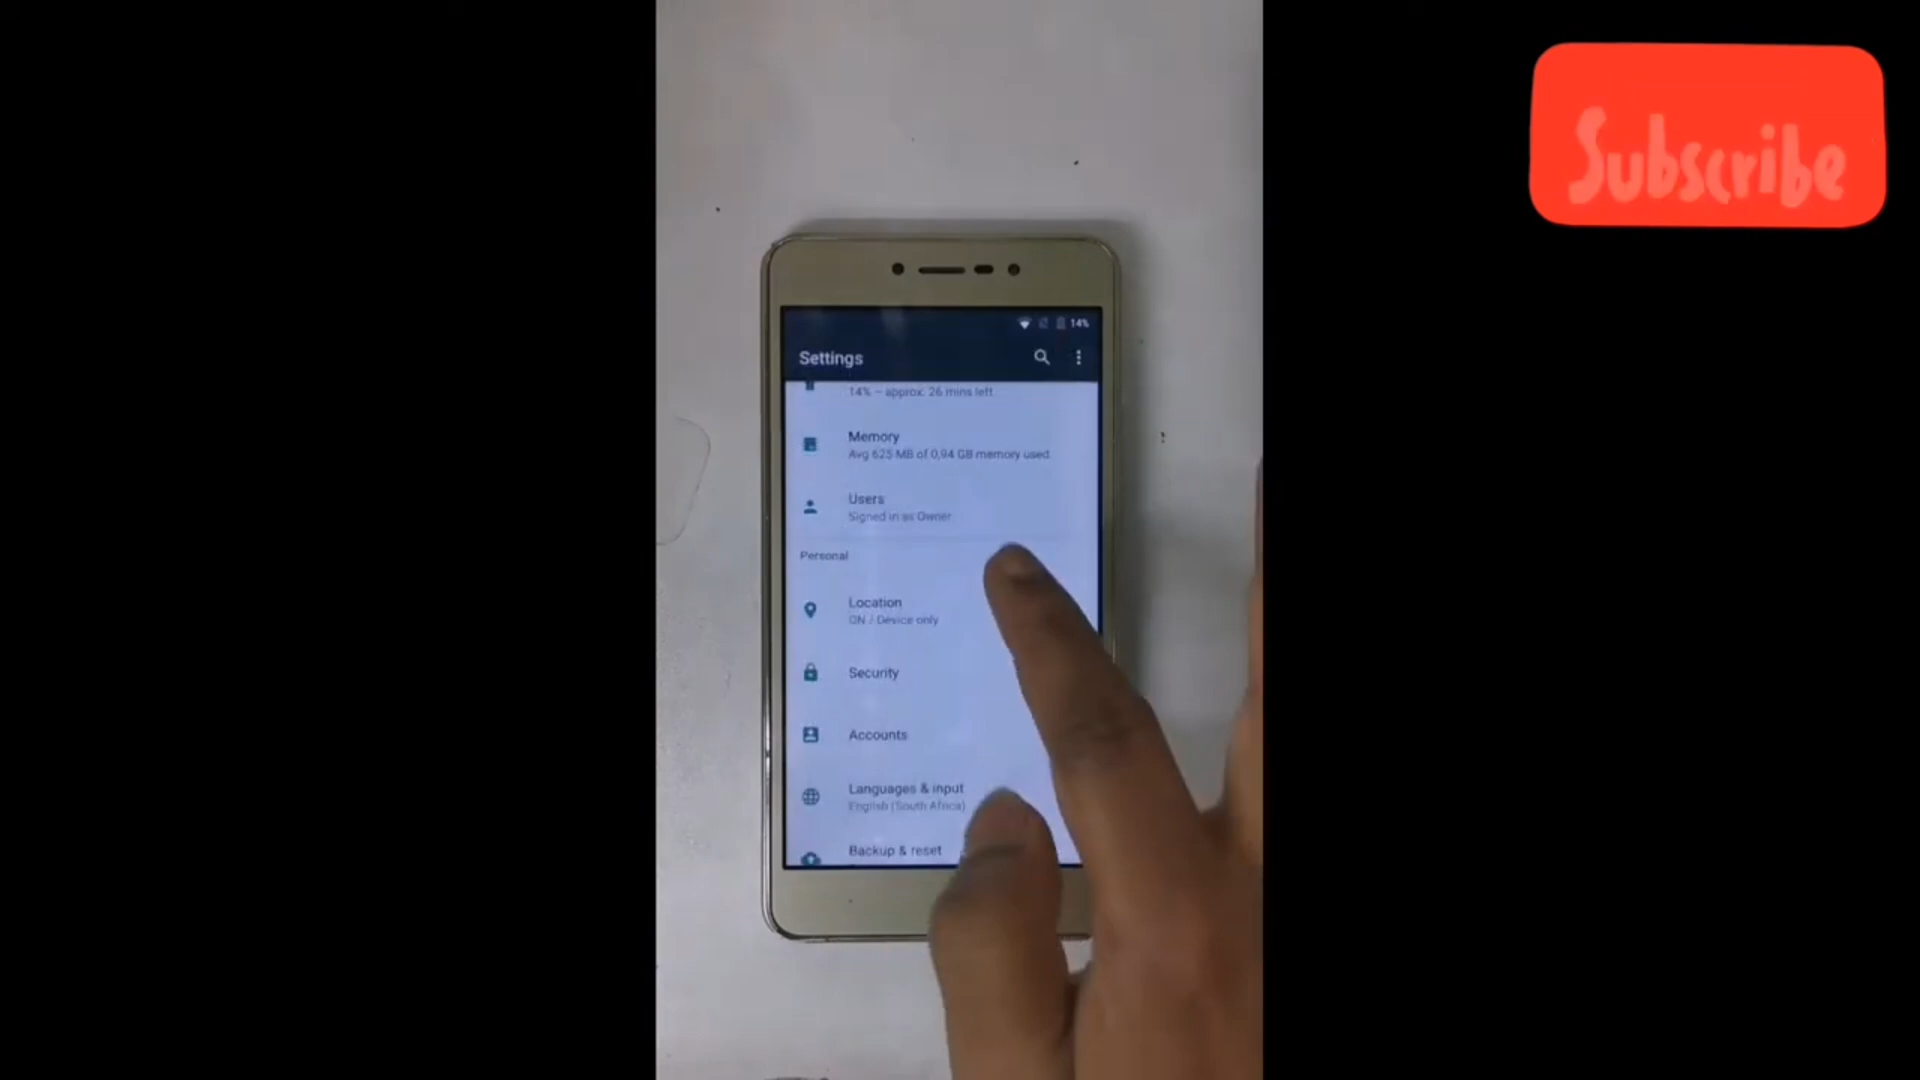 Subscribe
14%
Settings
14% – approx. 26 mins left
Memory
Avg 625 MB of 0,94 GB memory used
Users
Signed in as Owner
Personal
Location
ON / Device only
Security
Accounts
Languages & input
English (South Africa)
Backup & reset